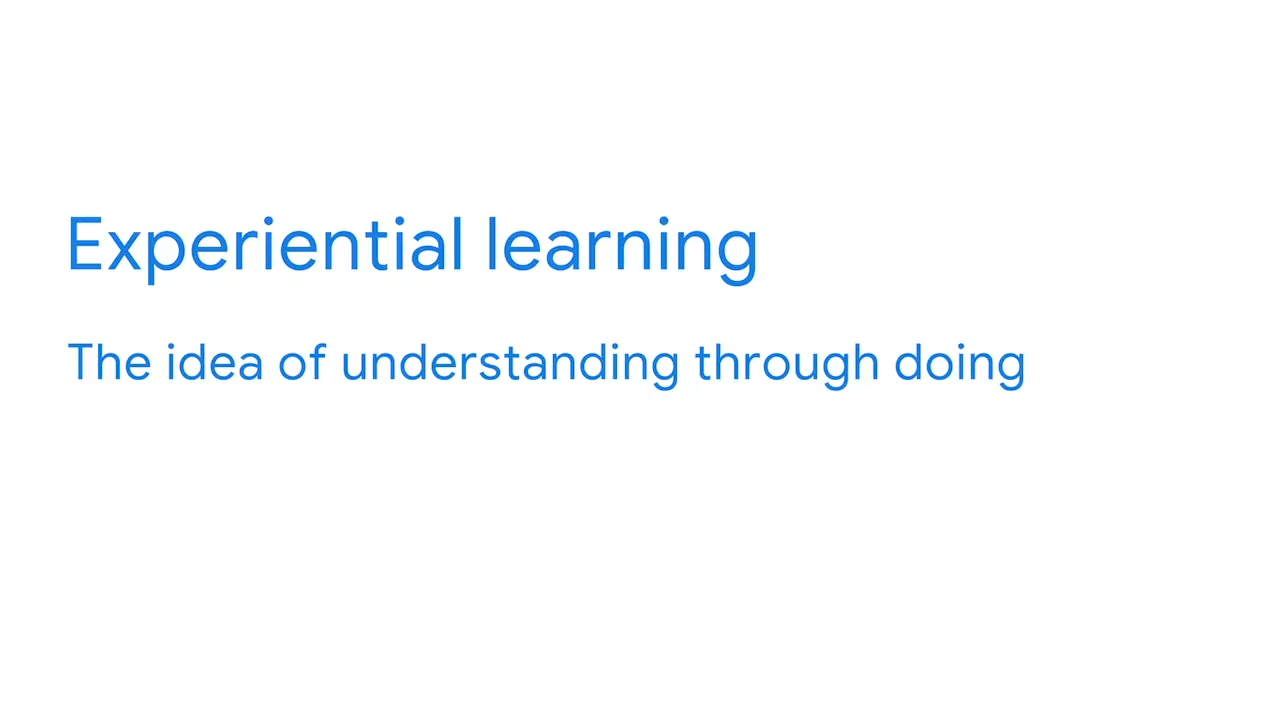 Experiential learning
The idea of understanding through doing